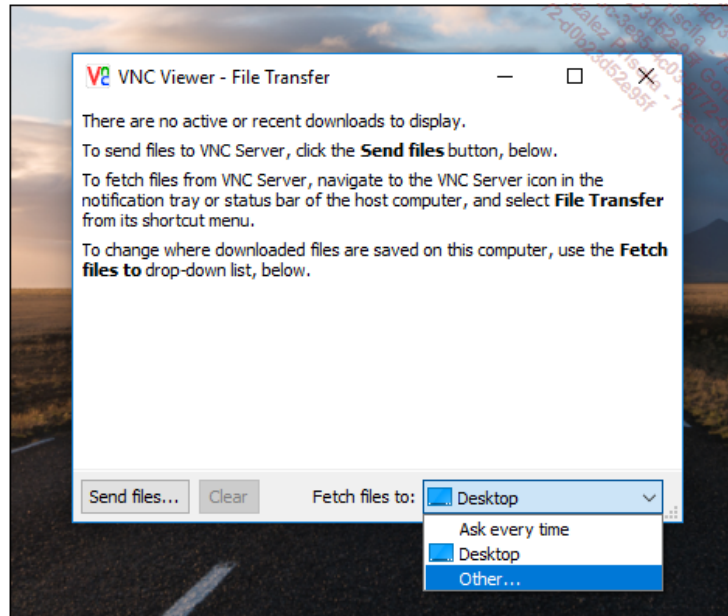 VNC Viewer - File Transfer
There are no active or recent downloads to display.
To send files to VNC Server, click the Send files button, below.
To fetch files from VNC Server, navigate to the VNC Server icon in the
notification tray or status bar of the host computer, and select File Transfer
from its shortcut menu.
To change where downloaded files are saved on this computer, use the Fetch
files to drop-down list, below.
Send files...
Clear
Fetch files to:
Desktop
Ask every time
Desktop
Other...